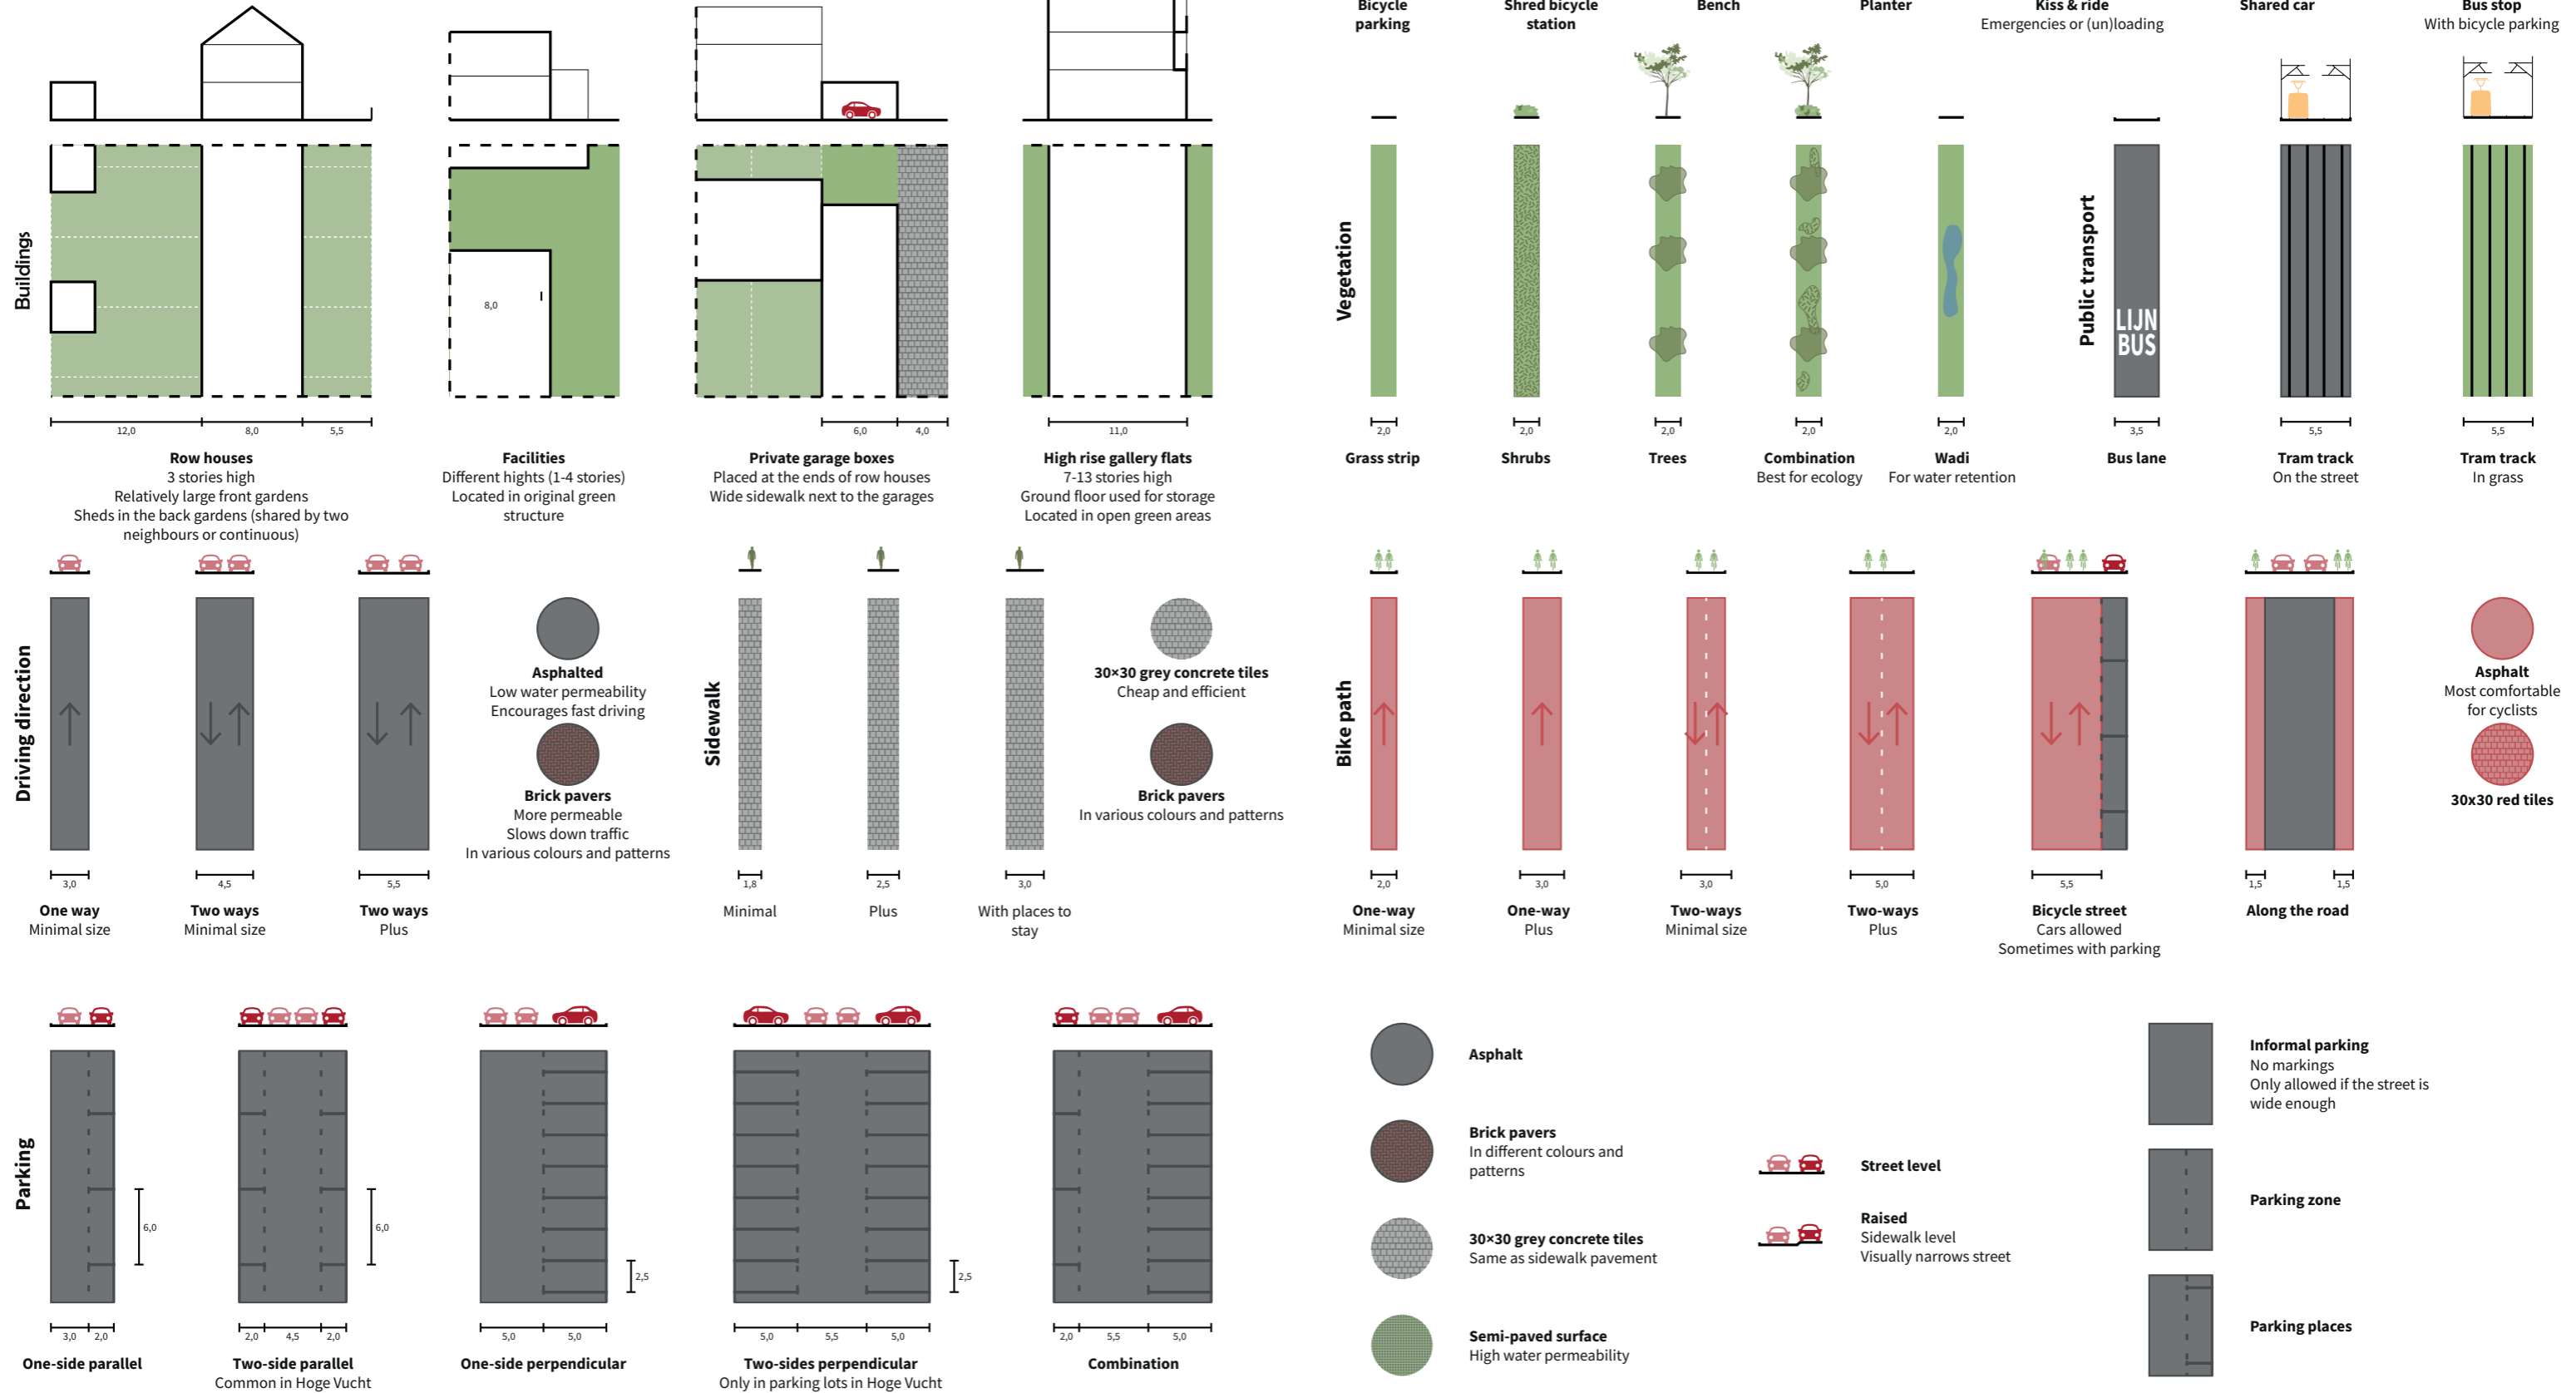 Bicycle
parking
Shred bicycle
station
Bench
Planter
Kiss & ride
Emergencies or (un)loading
Shared car
Bus stop
With bicycle parking
Buildings
12,0
8,0
5,5
Row houses
3 stories high
Relatively large front gardens
Sheds in the back gardens (shared by two
neighbours or continuous)
8,0
Facilities
Different hights (1-4 stories)
Located in original green
structure
6,0
4,0
Private garage boxes
Placed at the ends of row houses
Wide sidewalk next to the garages
11,0
High rise gallery flats
7-13 stories high
Ground floor used for storage
Located in open green areas
Vegetation
2,0
Grass strip
2,0
Shrubs
2,0
Trees
2,0
Combination
Best for ecology
2,0
Wadi
For water retention
Public transport
LIJN
BUS
3,5
Bus lane
5,5
Tram track
On the street
5,5
Tram track
In grass
Driving direction
3,0
One way
Minimal size
4,5
Two ways
Minimal size
5,5
Two ways
Plus
Asphalted
Low water permeability
Encourages fast driving
Brick pavers
More permeable
Slows down traffic
In various colours and patterns
Sidewalk
1,8
Minimal
2,5
Plus
3,0
With places to
stay
30×30 grey concrete tiles
Cheap and efficient
Brick pavers
In various colours and patterns
Bike path
2,0
One-way
Minimal size
3,0
One-way
Plus
3,0
Two-ways
Minimal size
5,0
Two-ways
Plus
5,5
Bicycle street
Cars allowed
Sometimes with parking
1,5
1,5
Along the road
Asphalt
Most comfortable
for cyclists
30x30 red tiles
Parking
6,0
3,0
2,0
One-side parallel
6,0
2,0
4,5
2,0
Two-side parallel
Common in Hoge Vucht
2,5
5,0
5,0
One-side perpendicular
2,5
5,0
5,5
5,0
Two-sides perpendicular
Only in parking lots in Hoge Vucht
2,0
5,5
5,0
Combination
Asphalt
Brick pavers
In different colours and
patterns
30×30 grey concrete tiles
Same as sidewalk pavement
Semi-paved surface
High water permeability
Street level
Raised
Sidewalk level
Visually narrows street
Informal parking
No markings
Only allowed if the street is
wide enough
Parking zone
Parking places